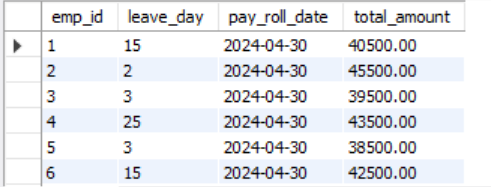 emp_id leave_day pay_roll_date total_amount
1 15 2024-04-30 40500.00
2 2 2024-04-30 45500.00
3 3 2024-04-30 39500.00
4 25 2024-04-30 43500.00
5 3 2024-04-30 38500.00
6 15 2024-04-30 42500.00